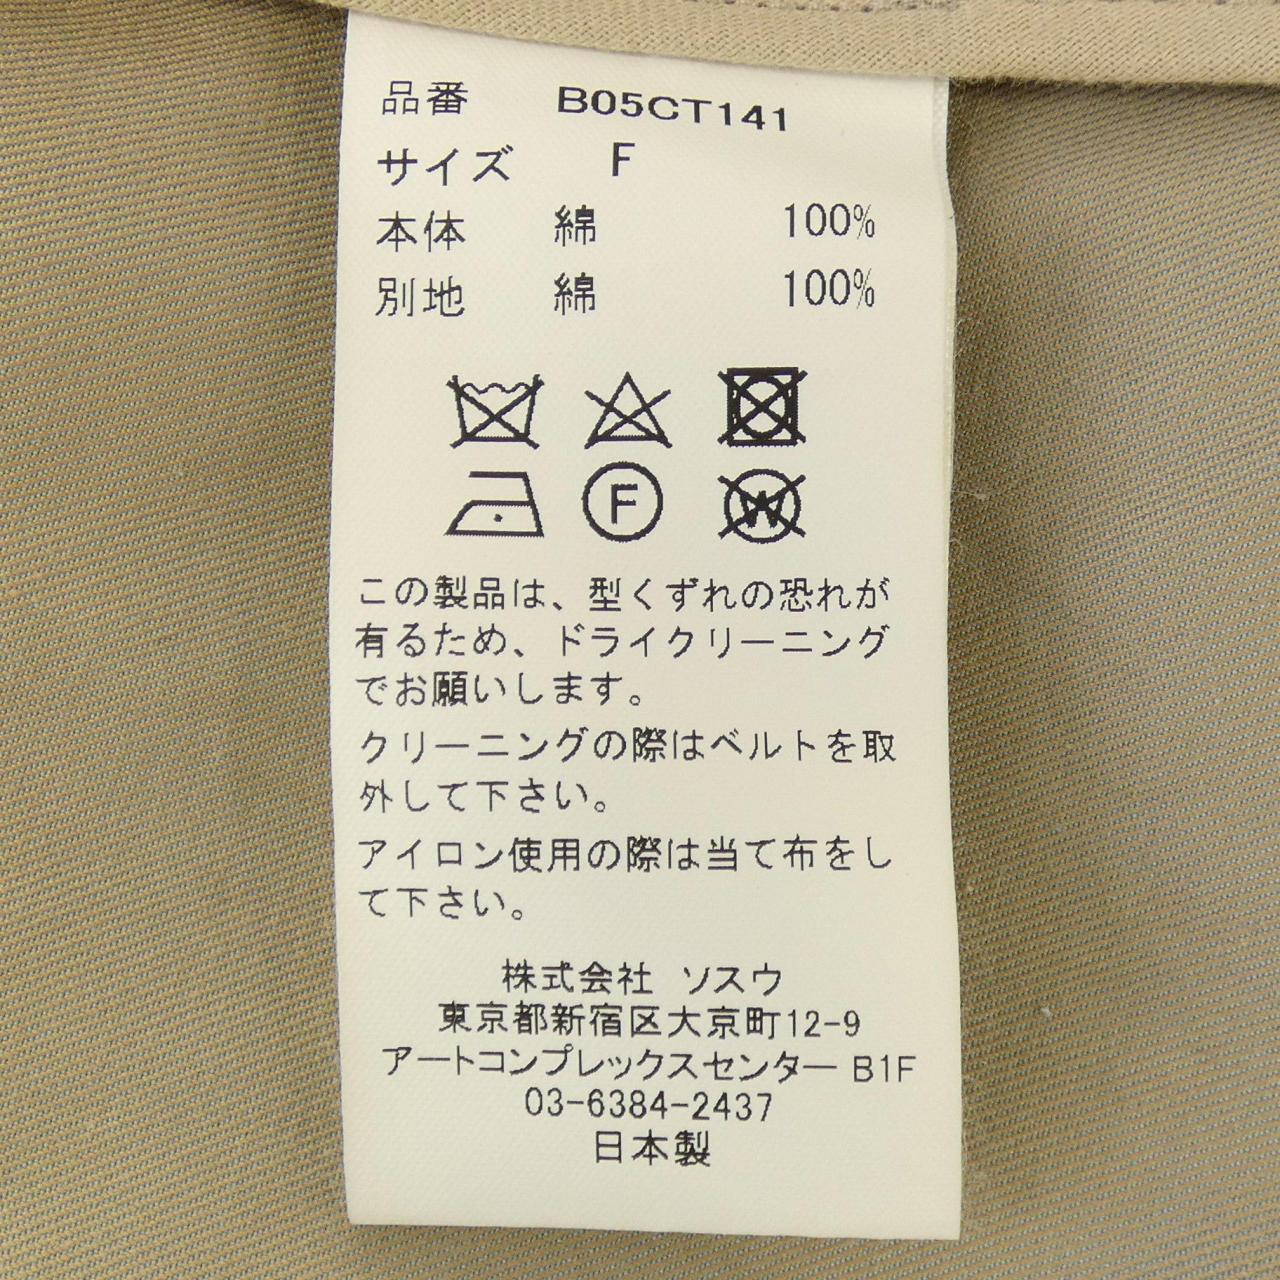 品番 B05CT141
サイズ F
本体 綿 100%
別地 綿 100%
F W
この製品は、型くずれの恐れが
有るため、ドライクリーニング
でお願いします。
クリーニングの際はベルトを取
外して下さい。
アイロン使用の際は当て布をし
て下さい。
株式会社 ソスウ
東京都新宿区大京町12-9
アートコンプレックスセンター B1F
03-6384-2437
日本製